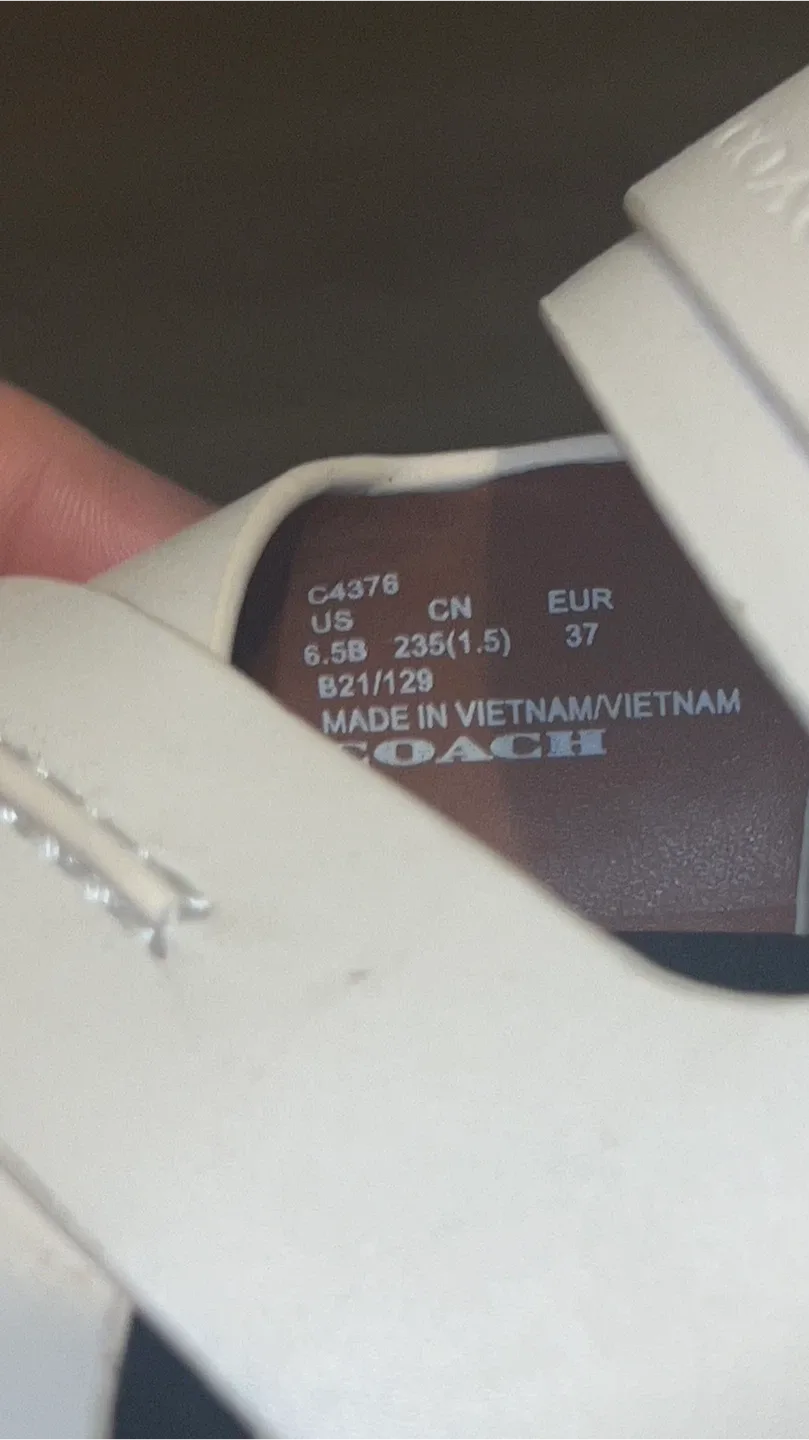 C4376
US CN EUR
6.5B 235(1.5) 37
B21/129
MADE IN VIETNAM/VIETNAM
COACH